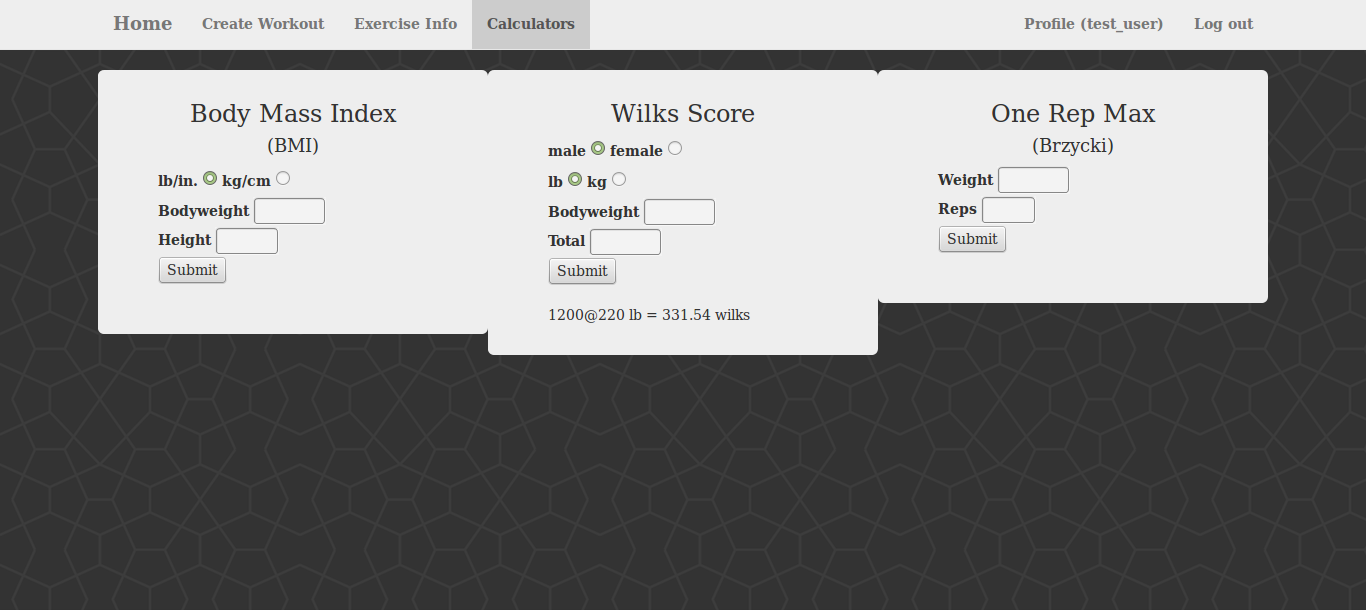 Home Create Workout Exercise Info Calculators Profile (test_user) Log out
Body Mass Index
(BMI)
lb/in. kg/cm
Bodyweight
Height
Submit
Wilks Score
male female
lb kg
Bodyweight
Total
Submit
1200@220 lb = 331.54 wilks
One Rep Max
(Brzycki)
Weight
Reps
Submit